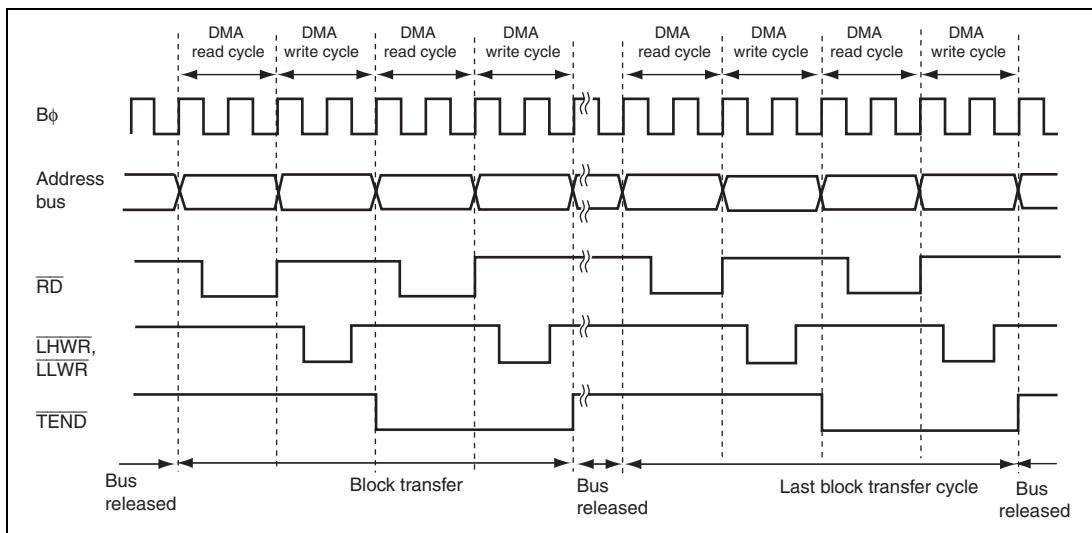 DMA
read cycle
DMA
write cycle
DMA
read cycle
DMA
write cycle
DMA
read cycle
DMA
write cycle
DMA
read cycle
DMA
write cycle
Bϕ
Address
bus
RD
LHWR,
LLWR
TEND
Bus
released
Block transfer
Bus
released
Last block transfer cycle
Bus
released